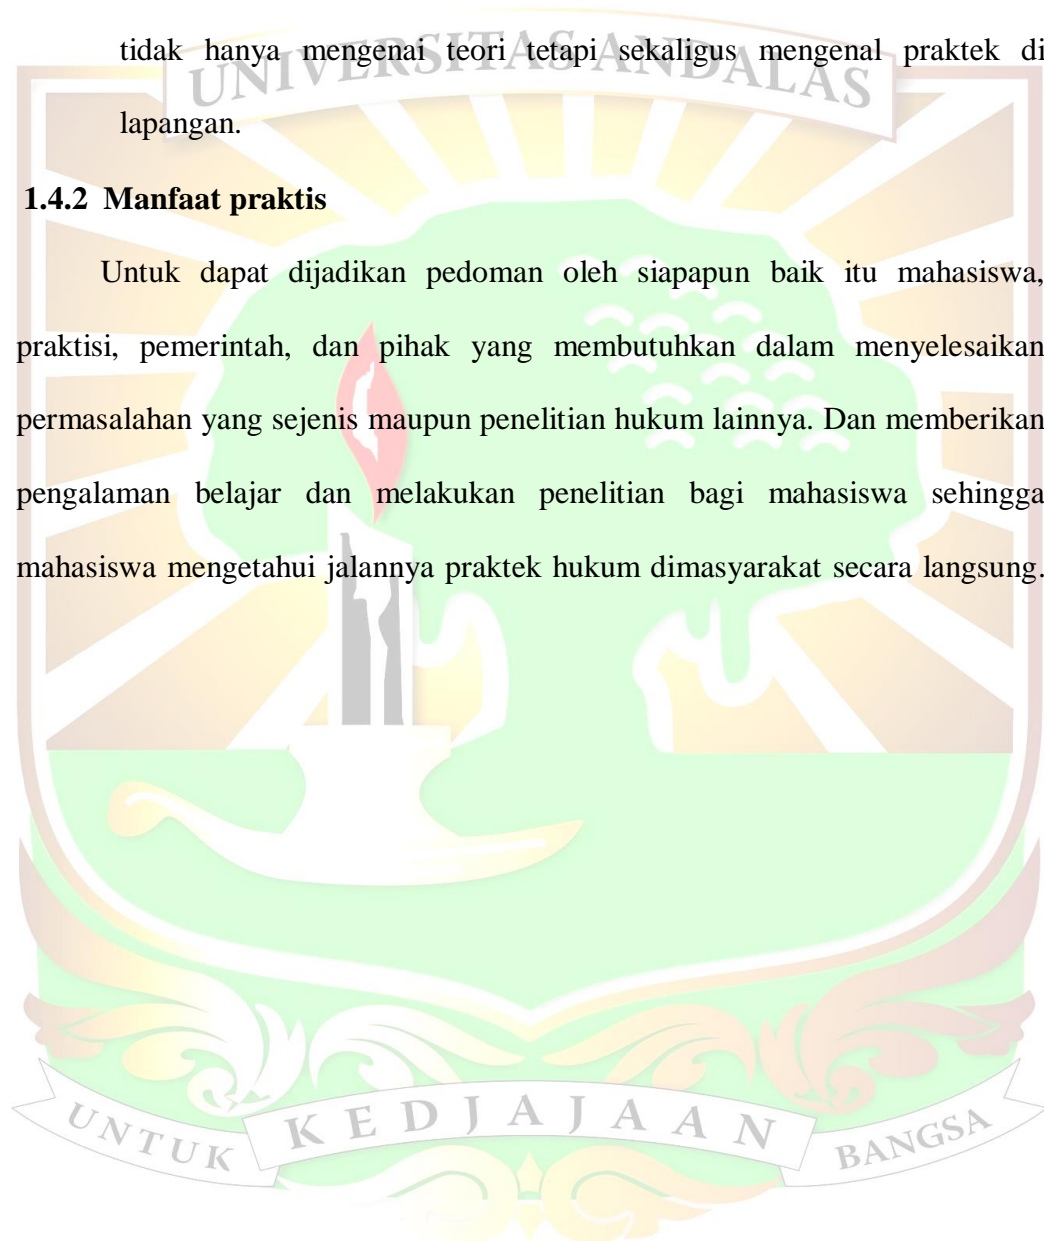 UNIVERSITAS ANDALAS
tidak hanya mengenai teori tetapi sekaligus mengenal praktek di
lapangan.
1.4.2 Manfaat praktis
Untuk dapat dijadikan pedoman oleh siapapun baik itu mahasiswa,
praktisi, pemerintah, dan pihak yang membutuhkan dalam menyelesaikan
permasalahan yang sejenis maupun penelitian hukum lainnya. Dan memberikan
pengalaman belajar dan melakukan penelitian bagi mahasiswa sehingga
mahasiswa mengetahui jalannya praktek hukum dimasyarakat secara langsung.
UNTUK KEDJAJAAN BANGSA